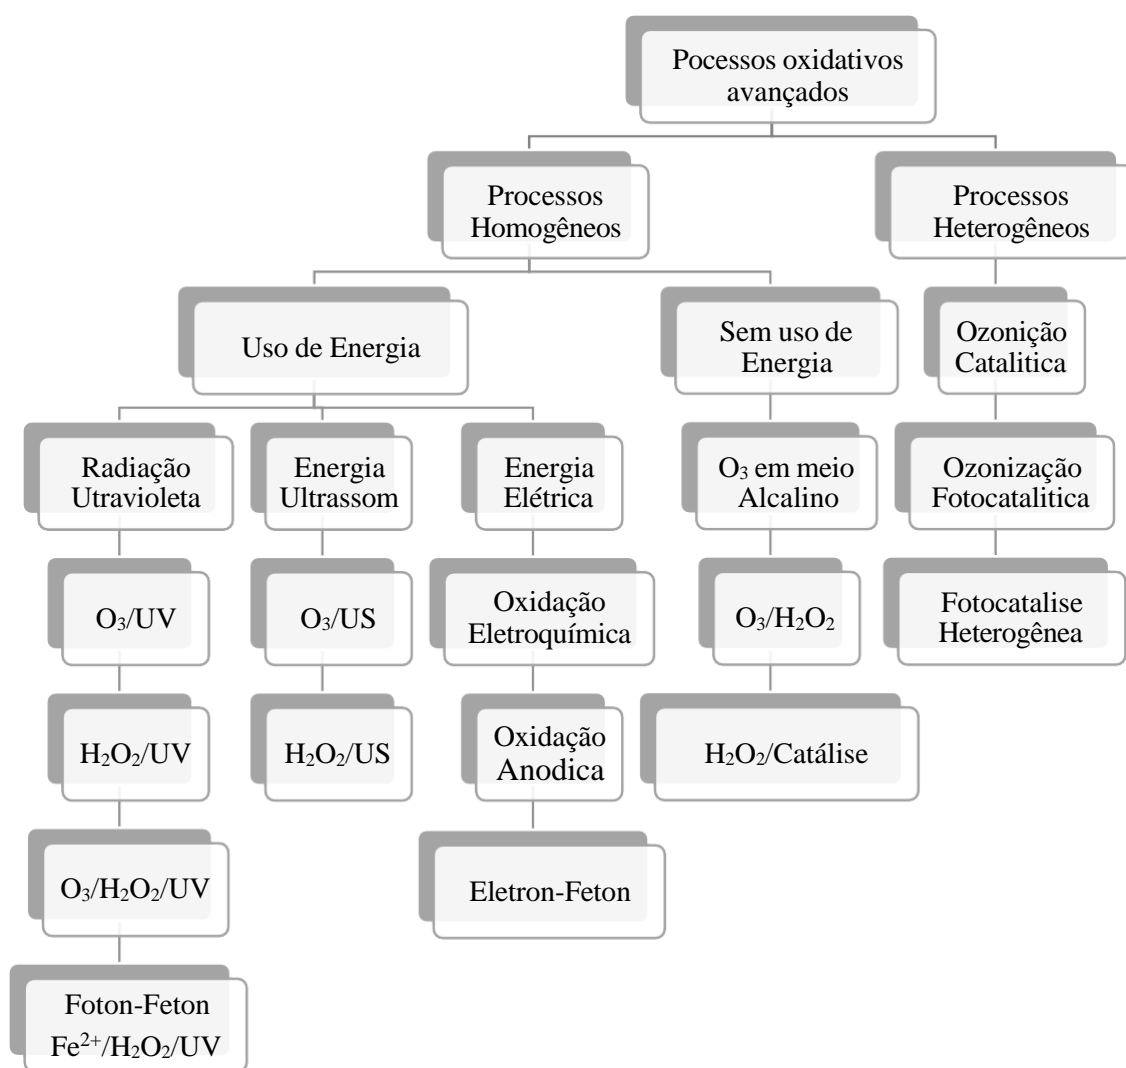 Pocessos oxidativos
avançados
Processos
Homogêneos
Processos
Heterogêneos
Uso de Energia
Sem uso de
Energia
Ozonição
Catalitica
Radiação
Utravioleta
Energia
Ultrassom
Energia
Elétrica
O₃ em meio
Alcalino
Ozonização
Fotocatalitica
O₃/UV
O₃/US
Oxidação
Eletroquímica
O₃/H₂O₂
Fotocatalise
Heterogênea
H₂O₂/UV
H₂O₂/US
Oxidação
Anodica
H₂O₂/Catálise
O₃/H₂O₂/UV
Eletron-Feton
Foton-Feton
Fe²⁺/H₂O₂/UV